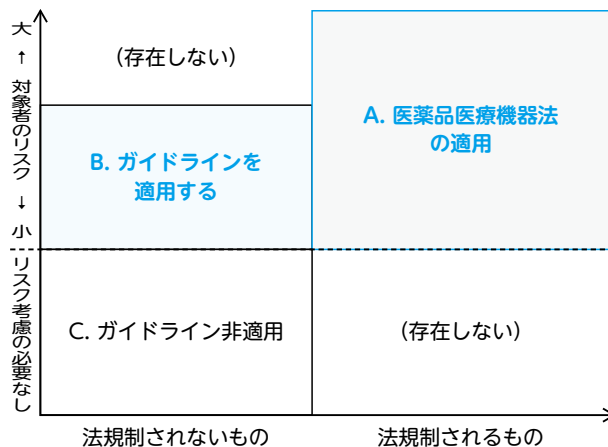 大 ↑ 対象者のリスク ↓ 小
リスク考慮の必要なし
(存在しない)
A. 医薬品医療機器法
の適用
B. ガイドラインを
適用する
C. ガイドライン非適用
(存在しない)
法規制されないもの
法規制されるもの